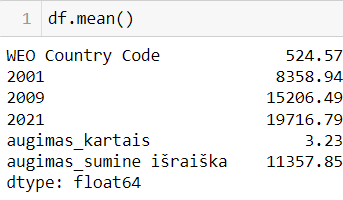 1 df.mean()
WEO Country Code 524.57
2001 8358.94
2009 15206.49
2021 19716.79
augimas_kartais 3.23
augimas_sumine išraiška 11357.85
dtype: float64